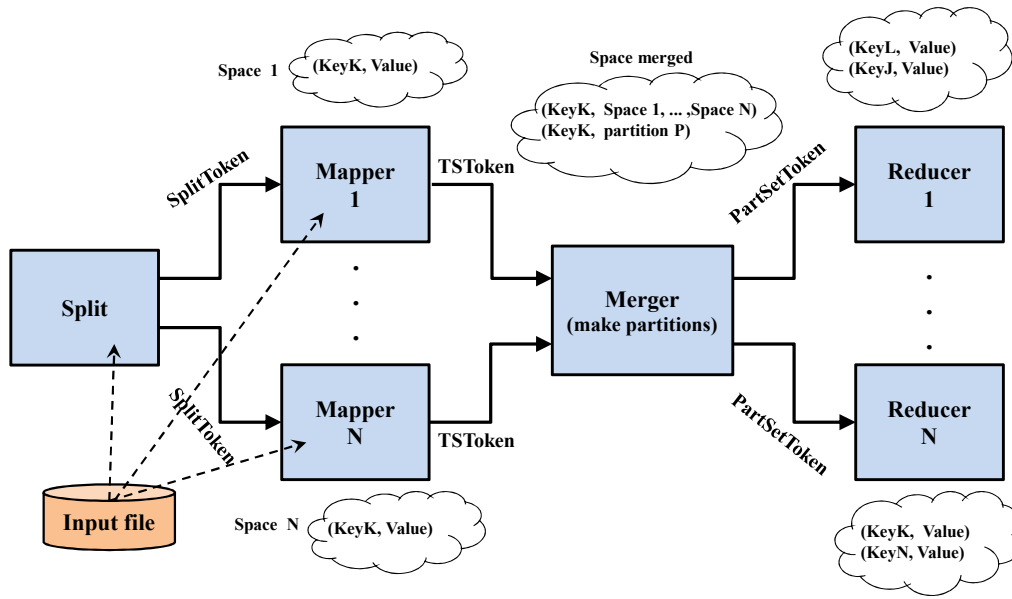 Space 1
(KeyK, Value)
Space merged
(KeyK, Space 1, ... ,Space N)
(KeyK, partition P)
(KeyL, Value)
(KeyJ, Value)
SplitToken
Mapper
1
TSToken
PartSetToken
Reducer
1
Split
Merger
(make partitions)
SplitToken
Mapper
N
TSToken
PartSetToken
Reducer
N
Input file
Space N
(KeyK, Value)
(KeyK, Value)
(KeyN, Value)